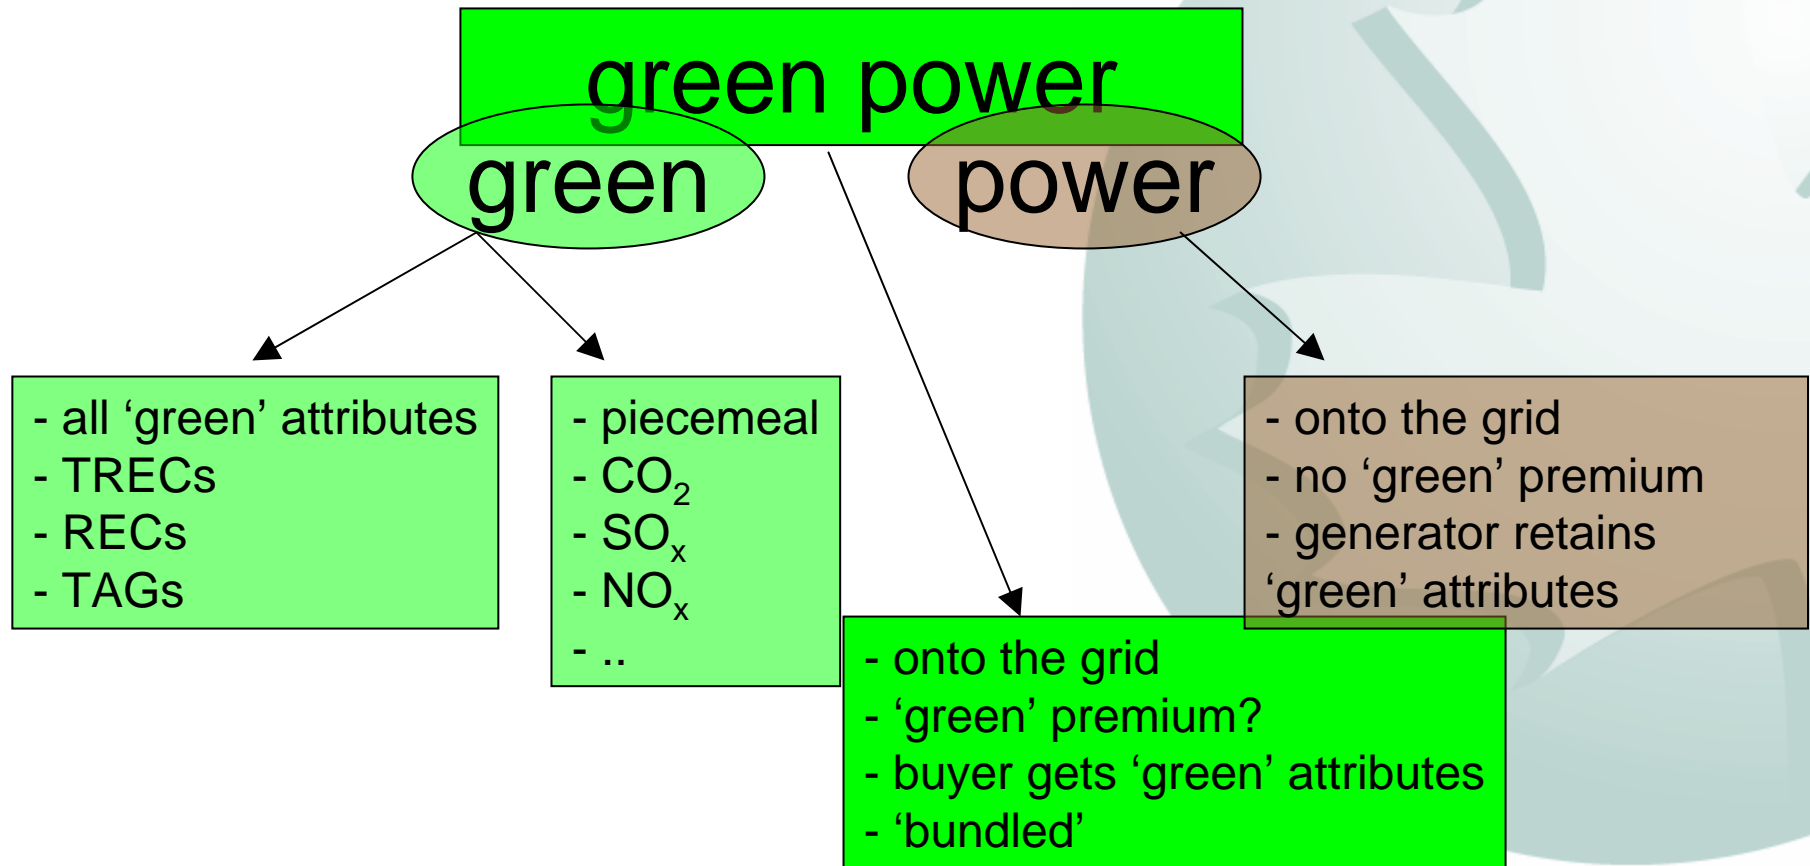 green power
green
power
- all ‘green’ attributes
- TRECs
- RECs
- TAGs
- piecemeal
- CO₂
- SOₓ
- NOₓ
- ..
- onto the grid
- no ‘green’ premium
- generator retains
‘green’ attributes
- onto the grid
- ‘green’ premium?
- buyer gets ‘green’ attributes
- ‘bundled’